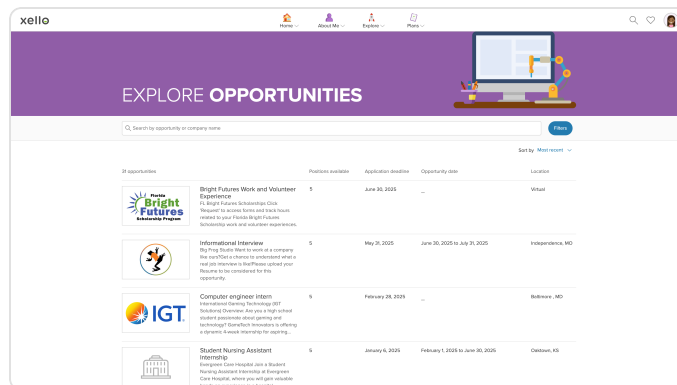 xello
Home
About Me
Explore
Plans
EXPLORE OPPORTUNITIES
Search by opportunity or company name
Filters
Sort by Most recent
21 opportunities
Positions available
Application deadline
Opportunity date
Location
Florida
Bright
Futures
Scholarship Program
Bright Futures Work and Volunteer
Experience
FL Bright Futures Scholarships Click
'Request' to access forms and track hours
related to your Florida Bright Futures
Scholarship work and volunteer experiences.
5
June 30, 2025
--
Virtual
Informational Interview
Big Frog Studio Want to work at a company
like ours?Get a chance to understand what a
real job interview is like!Please upload your
Resume to be considered for this
opportunity.
5
May 31, 2025
June 30, 2025 to July 31, 2025
Independence, MO
IGT
Computer engineer intern
International Gaming Technology (IGT
Solutions) Overview: Are you a high school
student passionate about gaming and
technology? GameTech Innovators is offering
a dynamic 4-week internship for aspiring...
5
February 28, 2025
--
Baltimore , MD
Student Nursing Assistant
Internship
Evergreen Care Hospital Join a Student
Nursing Assistant Internship at Evergreen
Care Hospital, where you will gain valuable
5
January 6, 2025
February 1, 2025 to June 30, 2025
Oaktown, KS